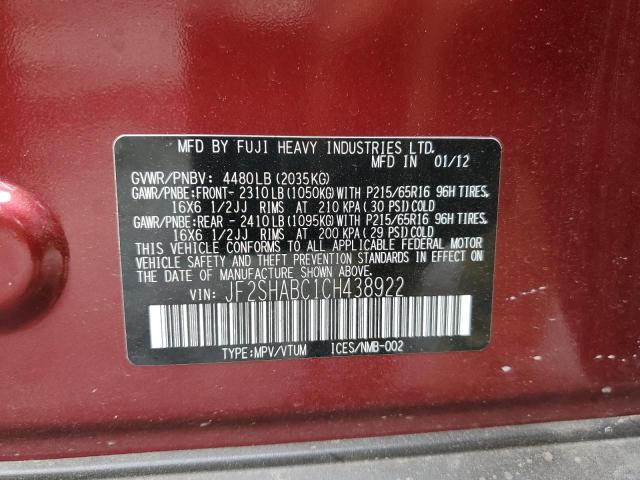 MFD BY FUJI HEAVY INDUSTRIES LTD.
MFD IN 01/12
GVWR/PNBV: 4480LB(2035KG)
GAWR/PNBE:FRONT- 2310LB(1050KG)WITH P215/65R16 96H TIRES,
16X6 1/2JJ RIMS AT 210 KPA(30 PSI)COLD
GAWR/PNBE:REAR - 2410LB(1095KG)WITH P215/65R16 96H TIRES,
16X6 1/2JJ RIMS AT 200 KPA(29 PSI)COLD
THIS VEHICLE CONFORMS TO ALL APPLICABLE FEDERAL MOTOR
VEHICLE SAFETY AND THEFT PREVENTION STANDARDS IN EFFECT ON
THE DATE OF MANUFACTURE SHOWN ABOVE.
VIN: JF2SHABC1CH438922
TYPE:MPV/VTUM ICES/NMB-002